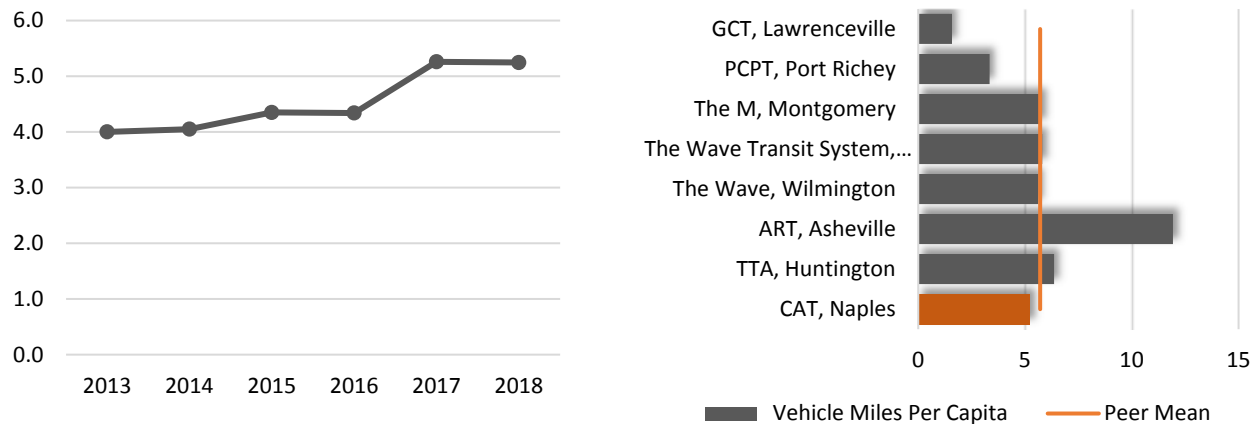 6.0
5.0
4.0
3.0
2.0
1.0
0.0
2013 2014 2015 2016 2017 2018
GCT, Lawrenceville
PCPT, Port Richey
The M, Montgomery
The Wave Transit System,...
The Wave, Wilmington
ART, Asheville
TTA, Huntington
CAT, Naples
0 5 10 15
Vehicle Miles Per Capita Peer Mean